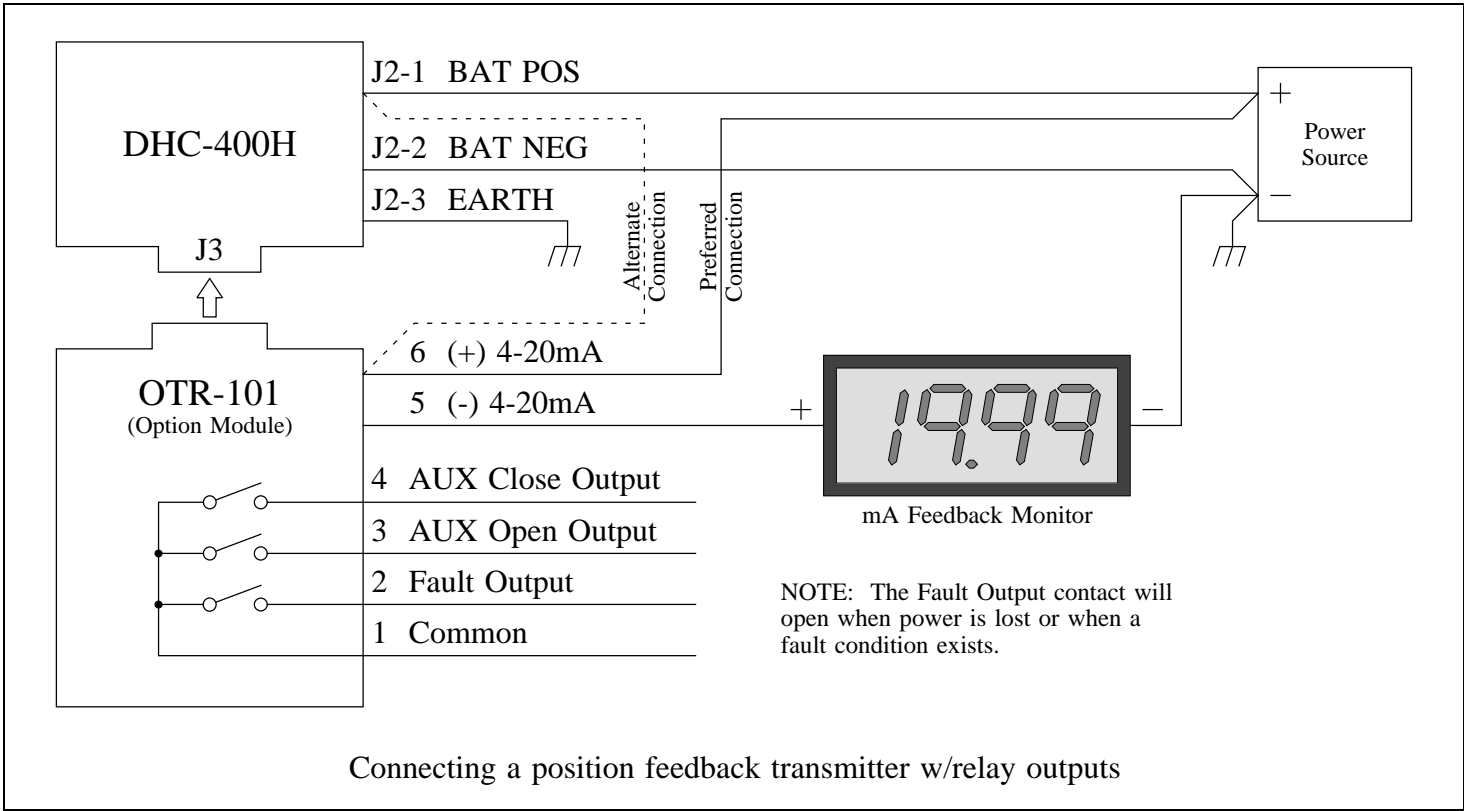 J2-1 BAT POS
DHC-400H
J2-2 BAT NEG
J2-3 EARTH
J3
+
Power
Source
−
Alternate
Connection
Preferred
Connection
OTR-101
(Option Module)
6 (+) 4-20mA
5 (-) 4-20mA
+
19.99
−
mA Feedback Monitor
4 AUX Close Output
3 AUX Open Output
2 Fault Output
1 Common
NOTE: The Fault Output contact will
open when power is lost or when a
fault condition exists.
Connecting a position feedback transmitter w/relay outputs